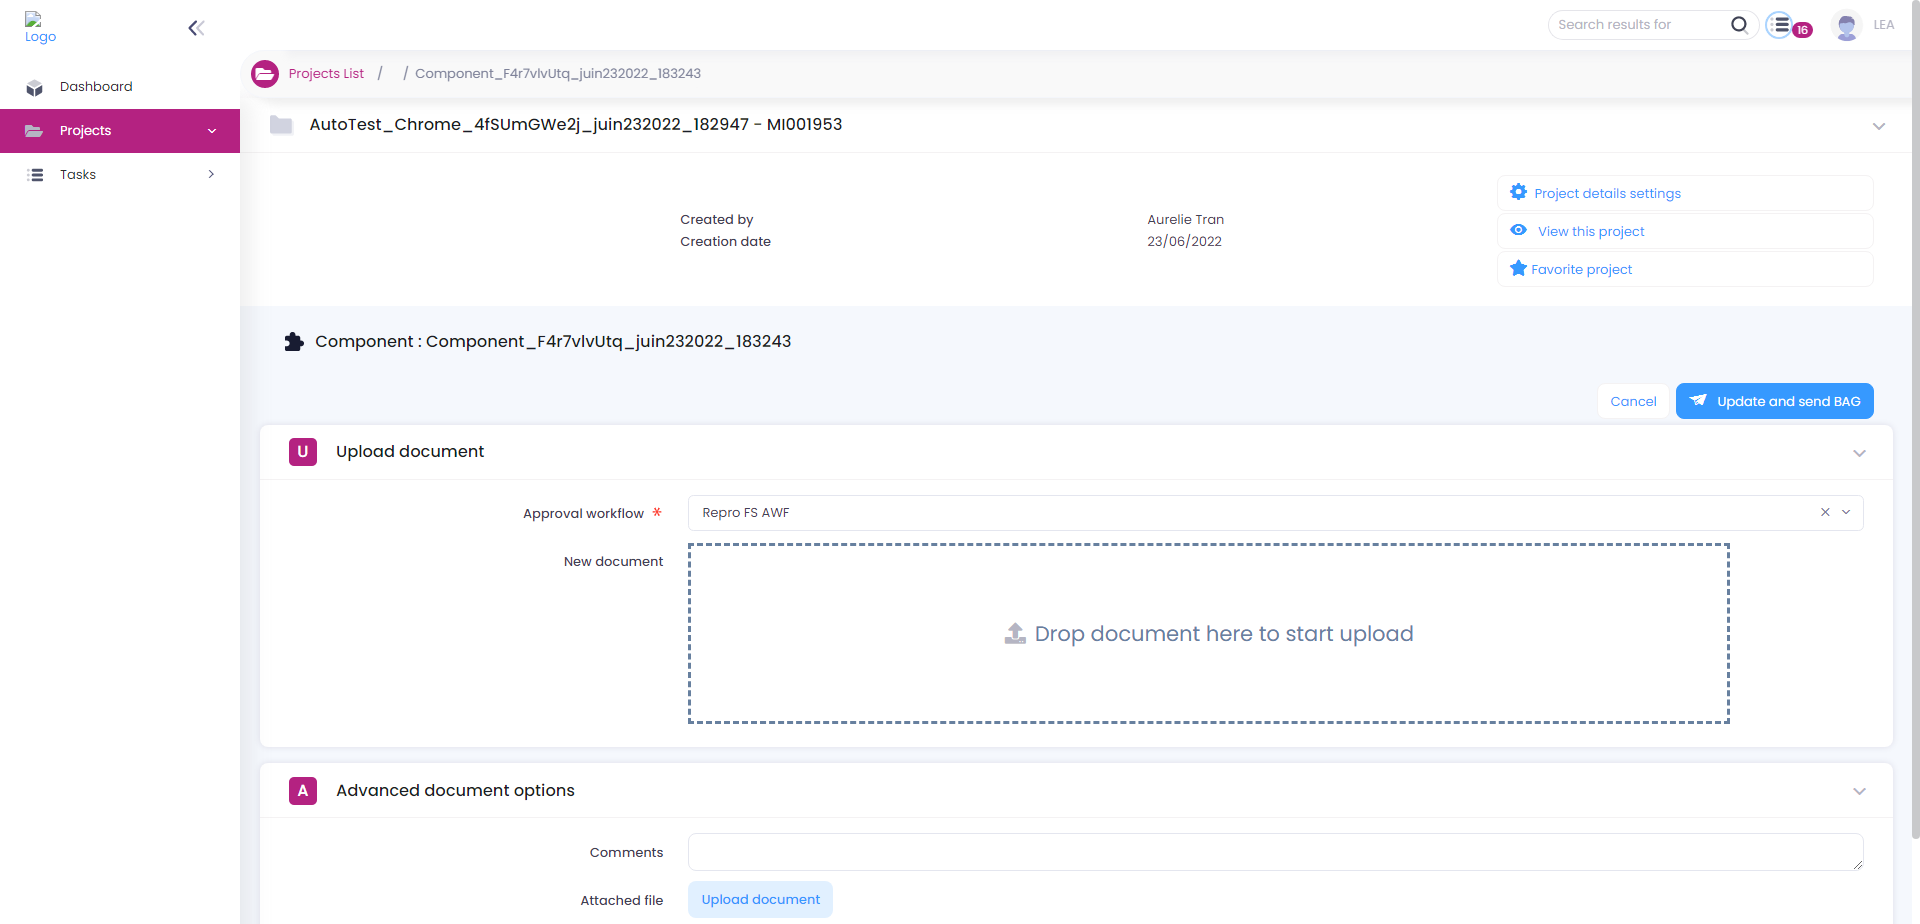 Logo
Search results for
16
LEA
Dashboard
Projects
Tasks
Projects List / / Component_F4r7vlvUtq_juin232022_183243
AutoTest_Chrome_4fSUmGWe2j_juin232022_182947 - MI001953
Created by Aurelie Tran
Creation date 23/06/2022
Project details settings
View this project
Favorite project
Component : Component_F4r7vlvUtq_juin232022_183243
Cancel
Update and send BAG
U Upload document
Approval workflow * Repro FS AWF
New document
Drop document here to start upload
A Advanced document options
Comments
Attached file Upload document